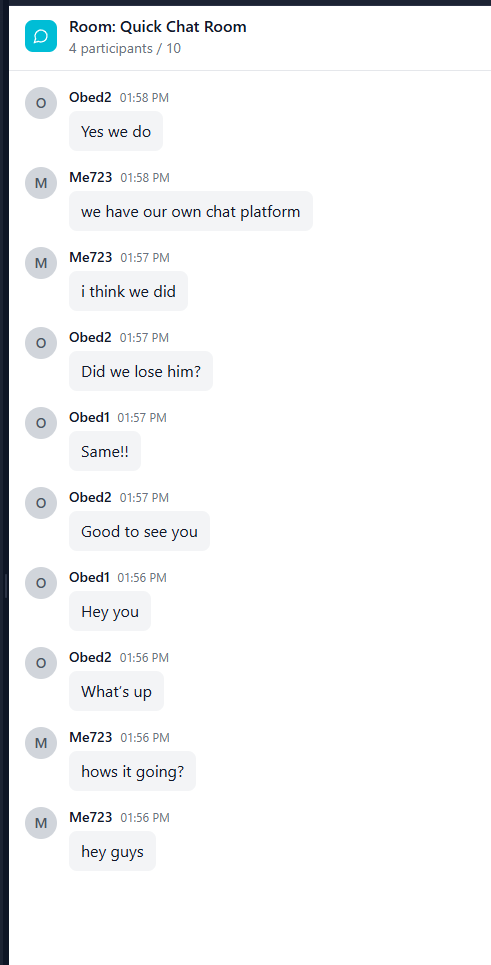 Room: Quick Chat Room
4 participants / 10
O
Obed2 01:58 PM
Yes we do
M
Me723 01:58 PM
we have our own chat platform
M
Me723 01:57 PM
i think we did
O
Obed2 01:57 PM
Did we lose him?
O
Obed1 01:57 PM
Same!!
O
Obed2 01:57 PM
Good to see you
O
Obed1 01:56 PM
Hey you
O
Obed2 01:56 PM
What's up
M
Me723 01:56 PM
hows it going?
M
Me723 01:56 PM
hey guys